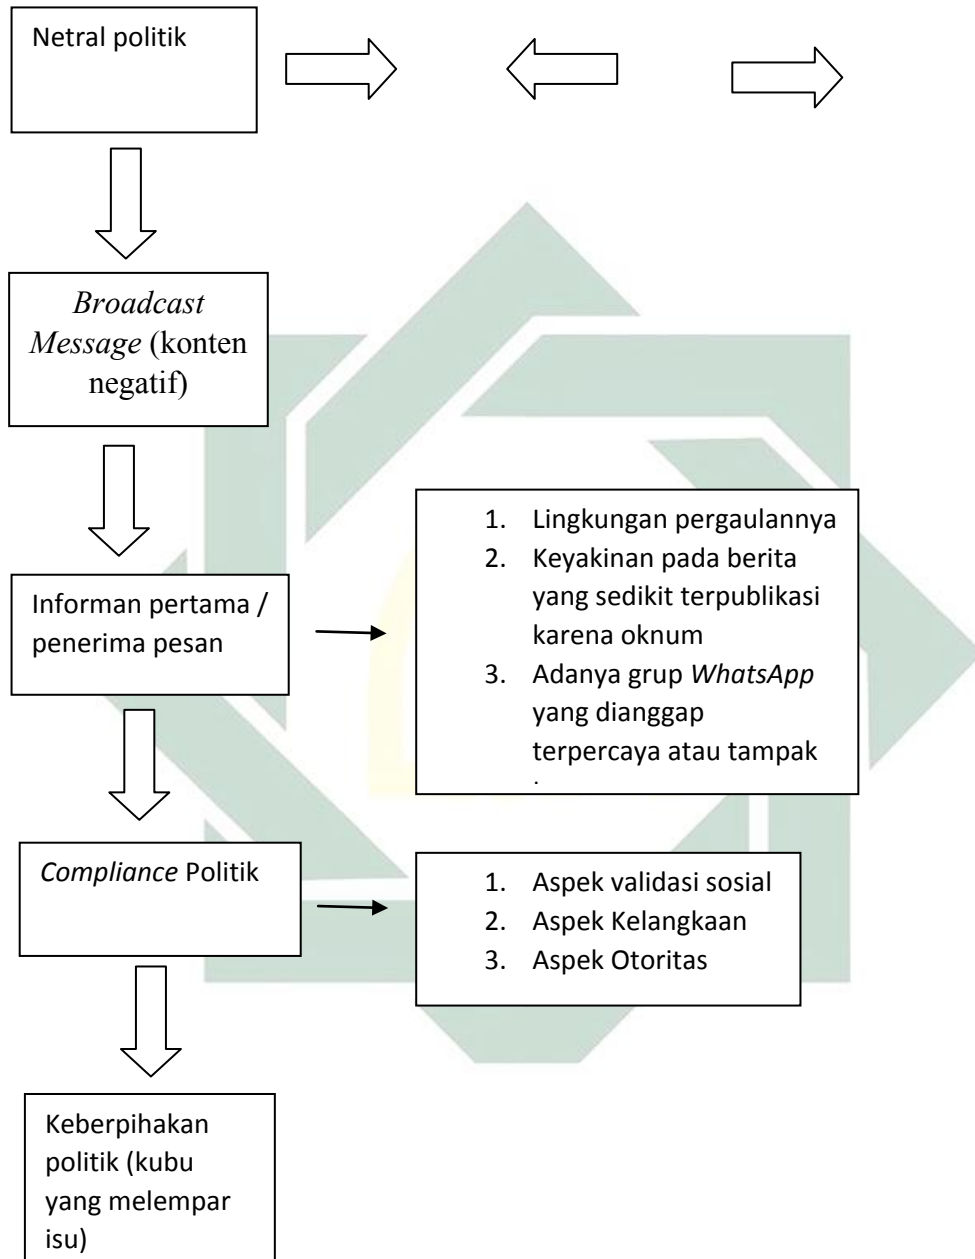 Netral politik
Broadcast
Message (konten
negatif)
Informan pertama /
penerima pesan
1. Lingkungan pergaulannya
2. Keyakinan pada berita
yang sedikit terpublikasi
karena oknum
3. Adanya grup WhatsApp
yang dianggap
terpercaya atau tampak
Compliance Politik
1. Aspek validasi sosial
2. Aspek Kelangkaan
3. Aspek Otoritas
Keberpihakan
politik (kubu
yang melempar
isu)